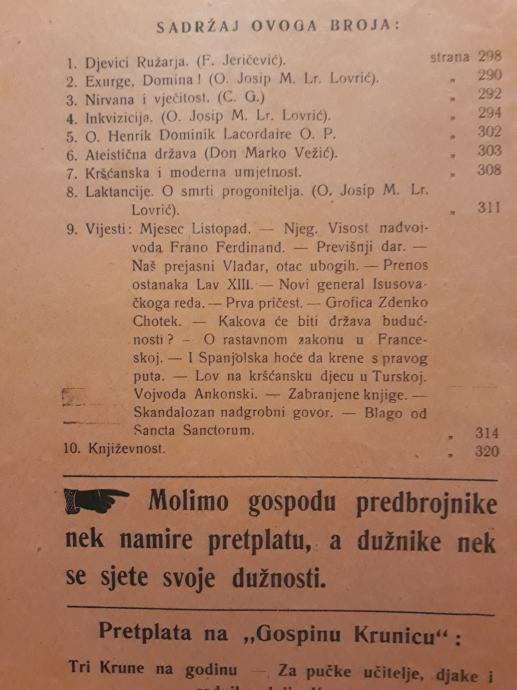 SADRŽAJ OVOGA BROJA:
1. Djevici Ružarja. (F. Jeričević). strana 298
2. Exurge, Domina! (O. Josip M. Lr. Lovrić). „ 290
3. Nirvana i vječitost. (C. G.) „ 292
4. Inkvizicija. (O. Josip M. Lr. Lovrić). „ 294
5. O. Henrik Dominik Lacordaire O. P. „ 302
6. Ateistična država (Don Marko Vežić). „ 303
7. Kršćanska i moderna umjetnost. „ 308
8. Laktancije. O smrti progonitelja. (O. Josip M. Lr.
Lovrić). „ 311
9. Vijesti: Mjesec Listopad. — Njeg. Visost nadvoj-
voda Frano Ferdinand. — Previšnji dar. —
Naš prejasni Vladar, otac ubogih. — Prenos
ostanaka Lav XIII. — Novi general Isusova-
čkoga reda. — Prva pričest. — Grofica Zdenko
Chotek. — Kakova će biti država buduć-
nosti? - O rastavnom zakonu u France-
skoj. — I Spanjolska hoće da krene s pravog
puta. — Lov na kršćansku djecu u Turskoj.
Vojvoda Ankonski. — Zabranjene knjige. —
Skandalozan nadgrobni govor. — Blago od
Sancta Sanctorum. „ 314
10. Književnost. „ 320
Molimo gospodu predbrojnike
nek namire pretplatu, a dužnike nek
se sjete svoje dužnosti.
Pretplata na „Gospinu Krunicu“:
Tri Krune na godinu — Za pučke učitelje, djake i